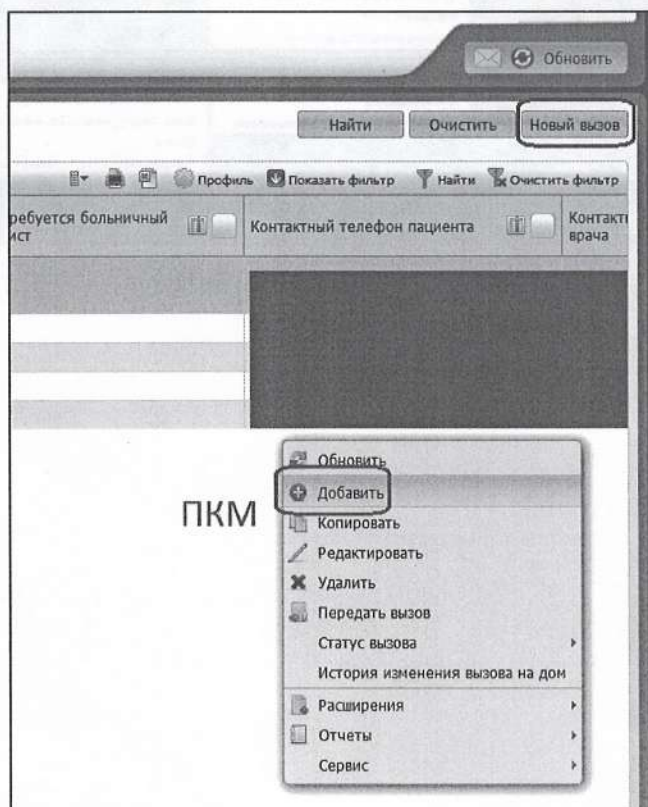 Обновить
Найти Очистить Новый вызов
Профиль Показать фильтр Найти Очистить фильтр
ребуется больничный
ист
Контактный телефон пациента
Контакт
врача
Обновить
Добавить
ПКМ
Копировать
Редактировать
Удалить
Передать вызов
Статус вызова
История изменения вызова на дом
Расширения
Отчеты
Сервис